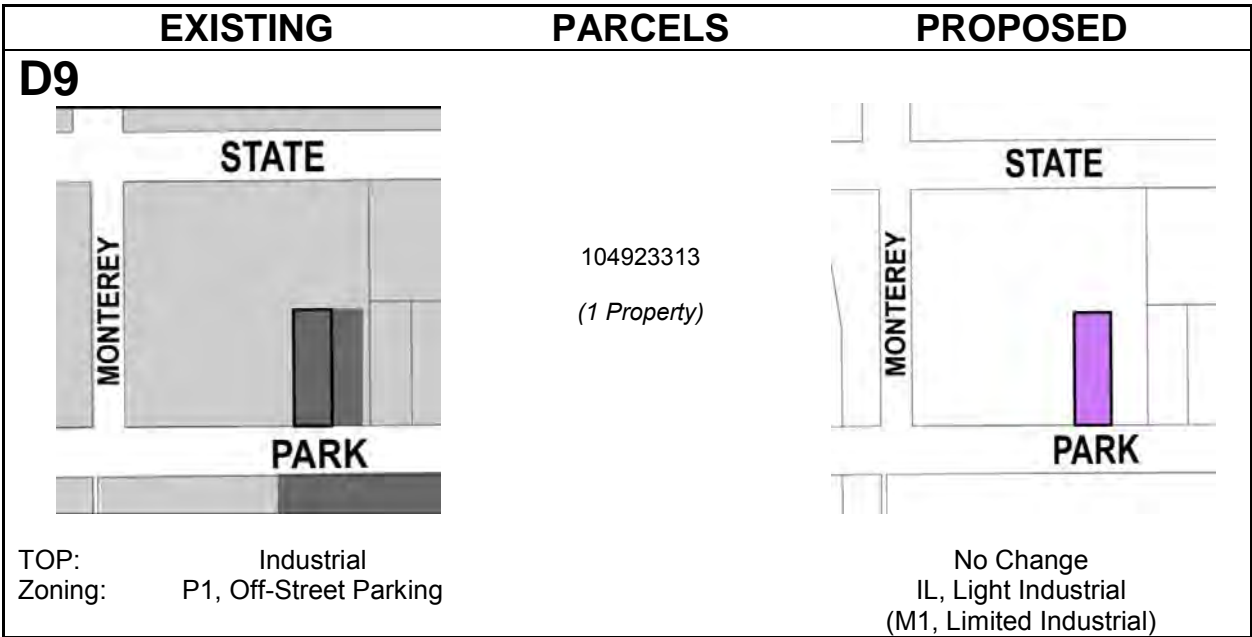 EXISTING PARCELS PROPOSED
D9
STATE
MONTEREY
PARK
104923313
(1 Property)
STATE
MONTEREY
PARK
TOP: Industrial No Change
Zoning: P1, Off-Street Parking IL, Light Industrial
(M1, Limited Industrial)